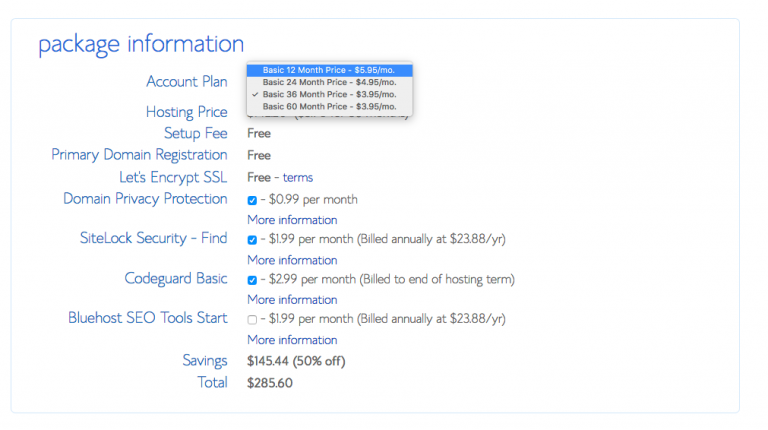 package information
Account Plan
Basic 12 Month Price - $5.95/mo.
Basic 24 Month Price - $4.95/mo.
✓ Basic 36 Month Price - $3.95/mo.
Basic 60 Month Price - $3.95/mo.
Hosting Price
Setup Fee Free
Primary Domain Registration Free
Let's Encrypt SSL Free - terms
Domain Privacy Protection - $0.99 per month
More information
SiteLock Security - Find - $1.99 per month (Billed annually at $23.88/yr)
More information
Codeguard Basic - $2.99 per month (Billed to end of hosting term)
More information
Bluehost SEO Tools Start - $1.99 per month (Billed annually at $23.88/yr)
More information
Savings $145.44 (50% off)
Total $285.60